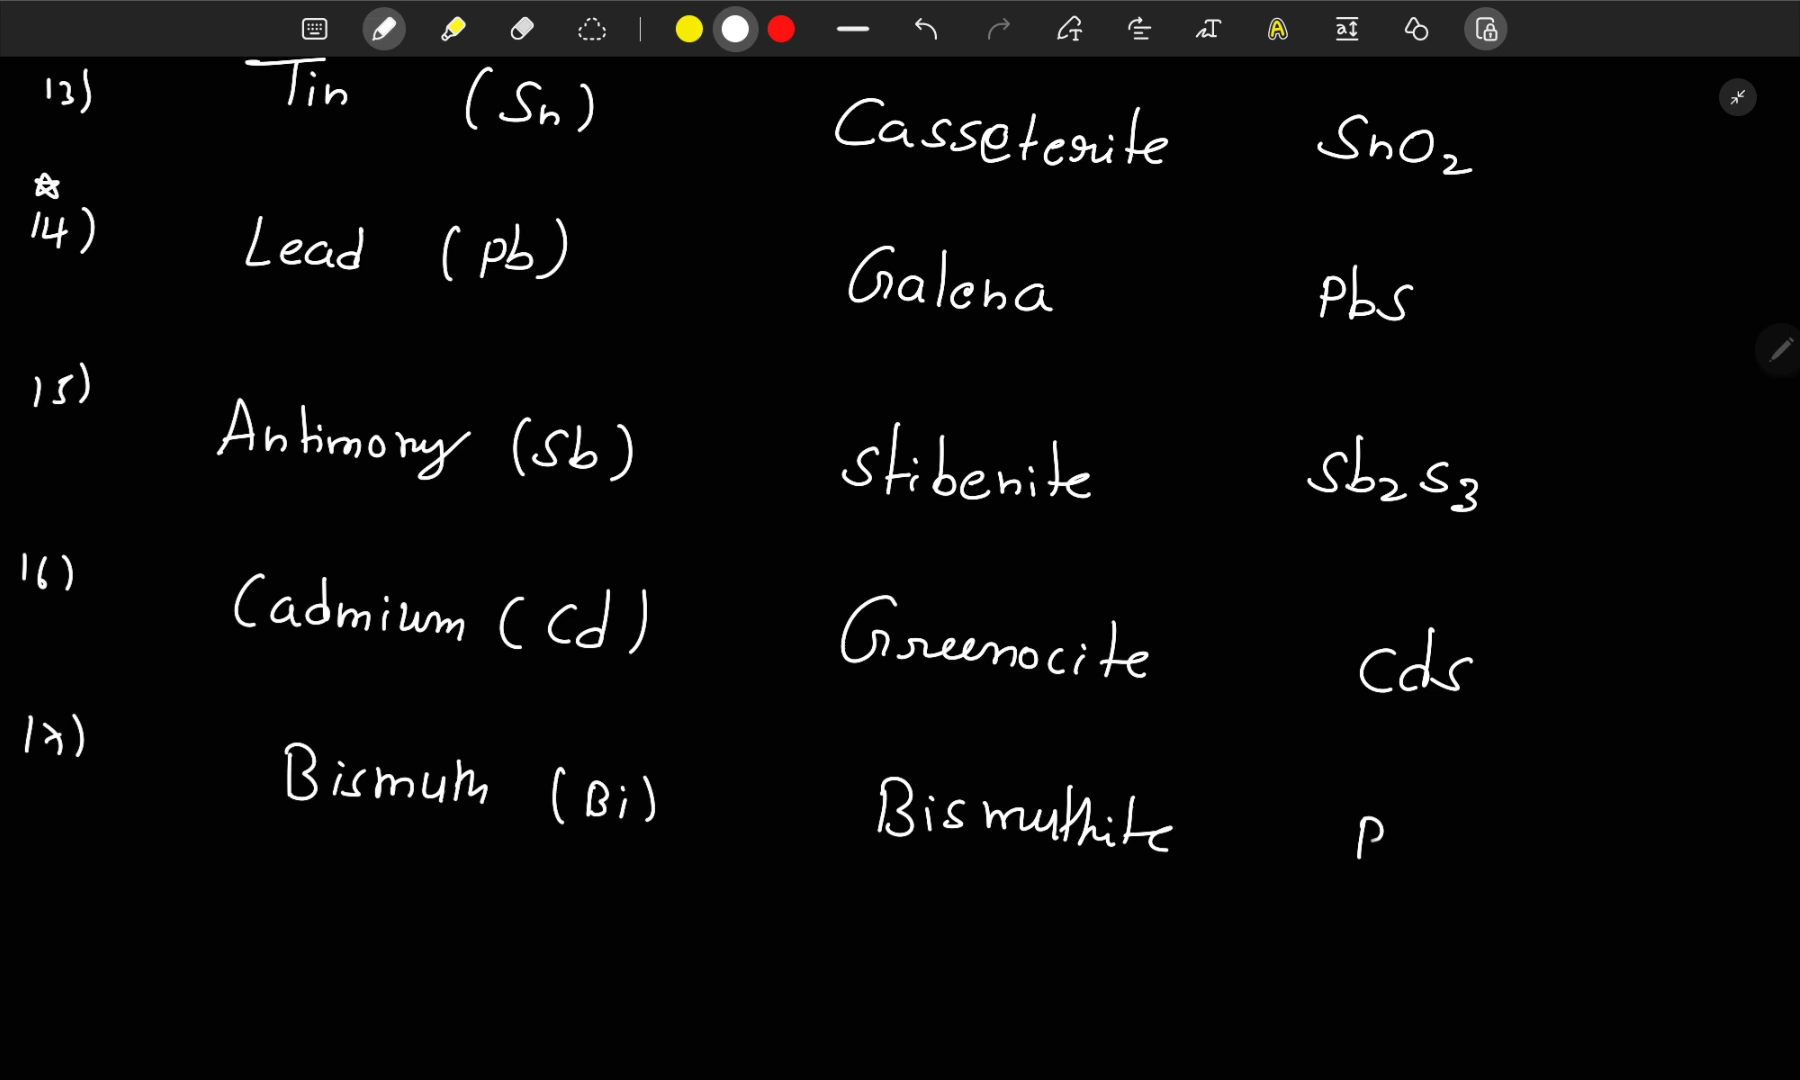 13) Tin (Sn) Casseterite SnO2
14) Lead (Pb) Galena PbS
15) Antimony (Sb) Stibenite Sb2S3
16) Cadmium (Cd) Greenocite CdS
17) Bismuth (Bi) Bismuthite P